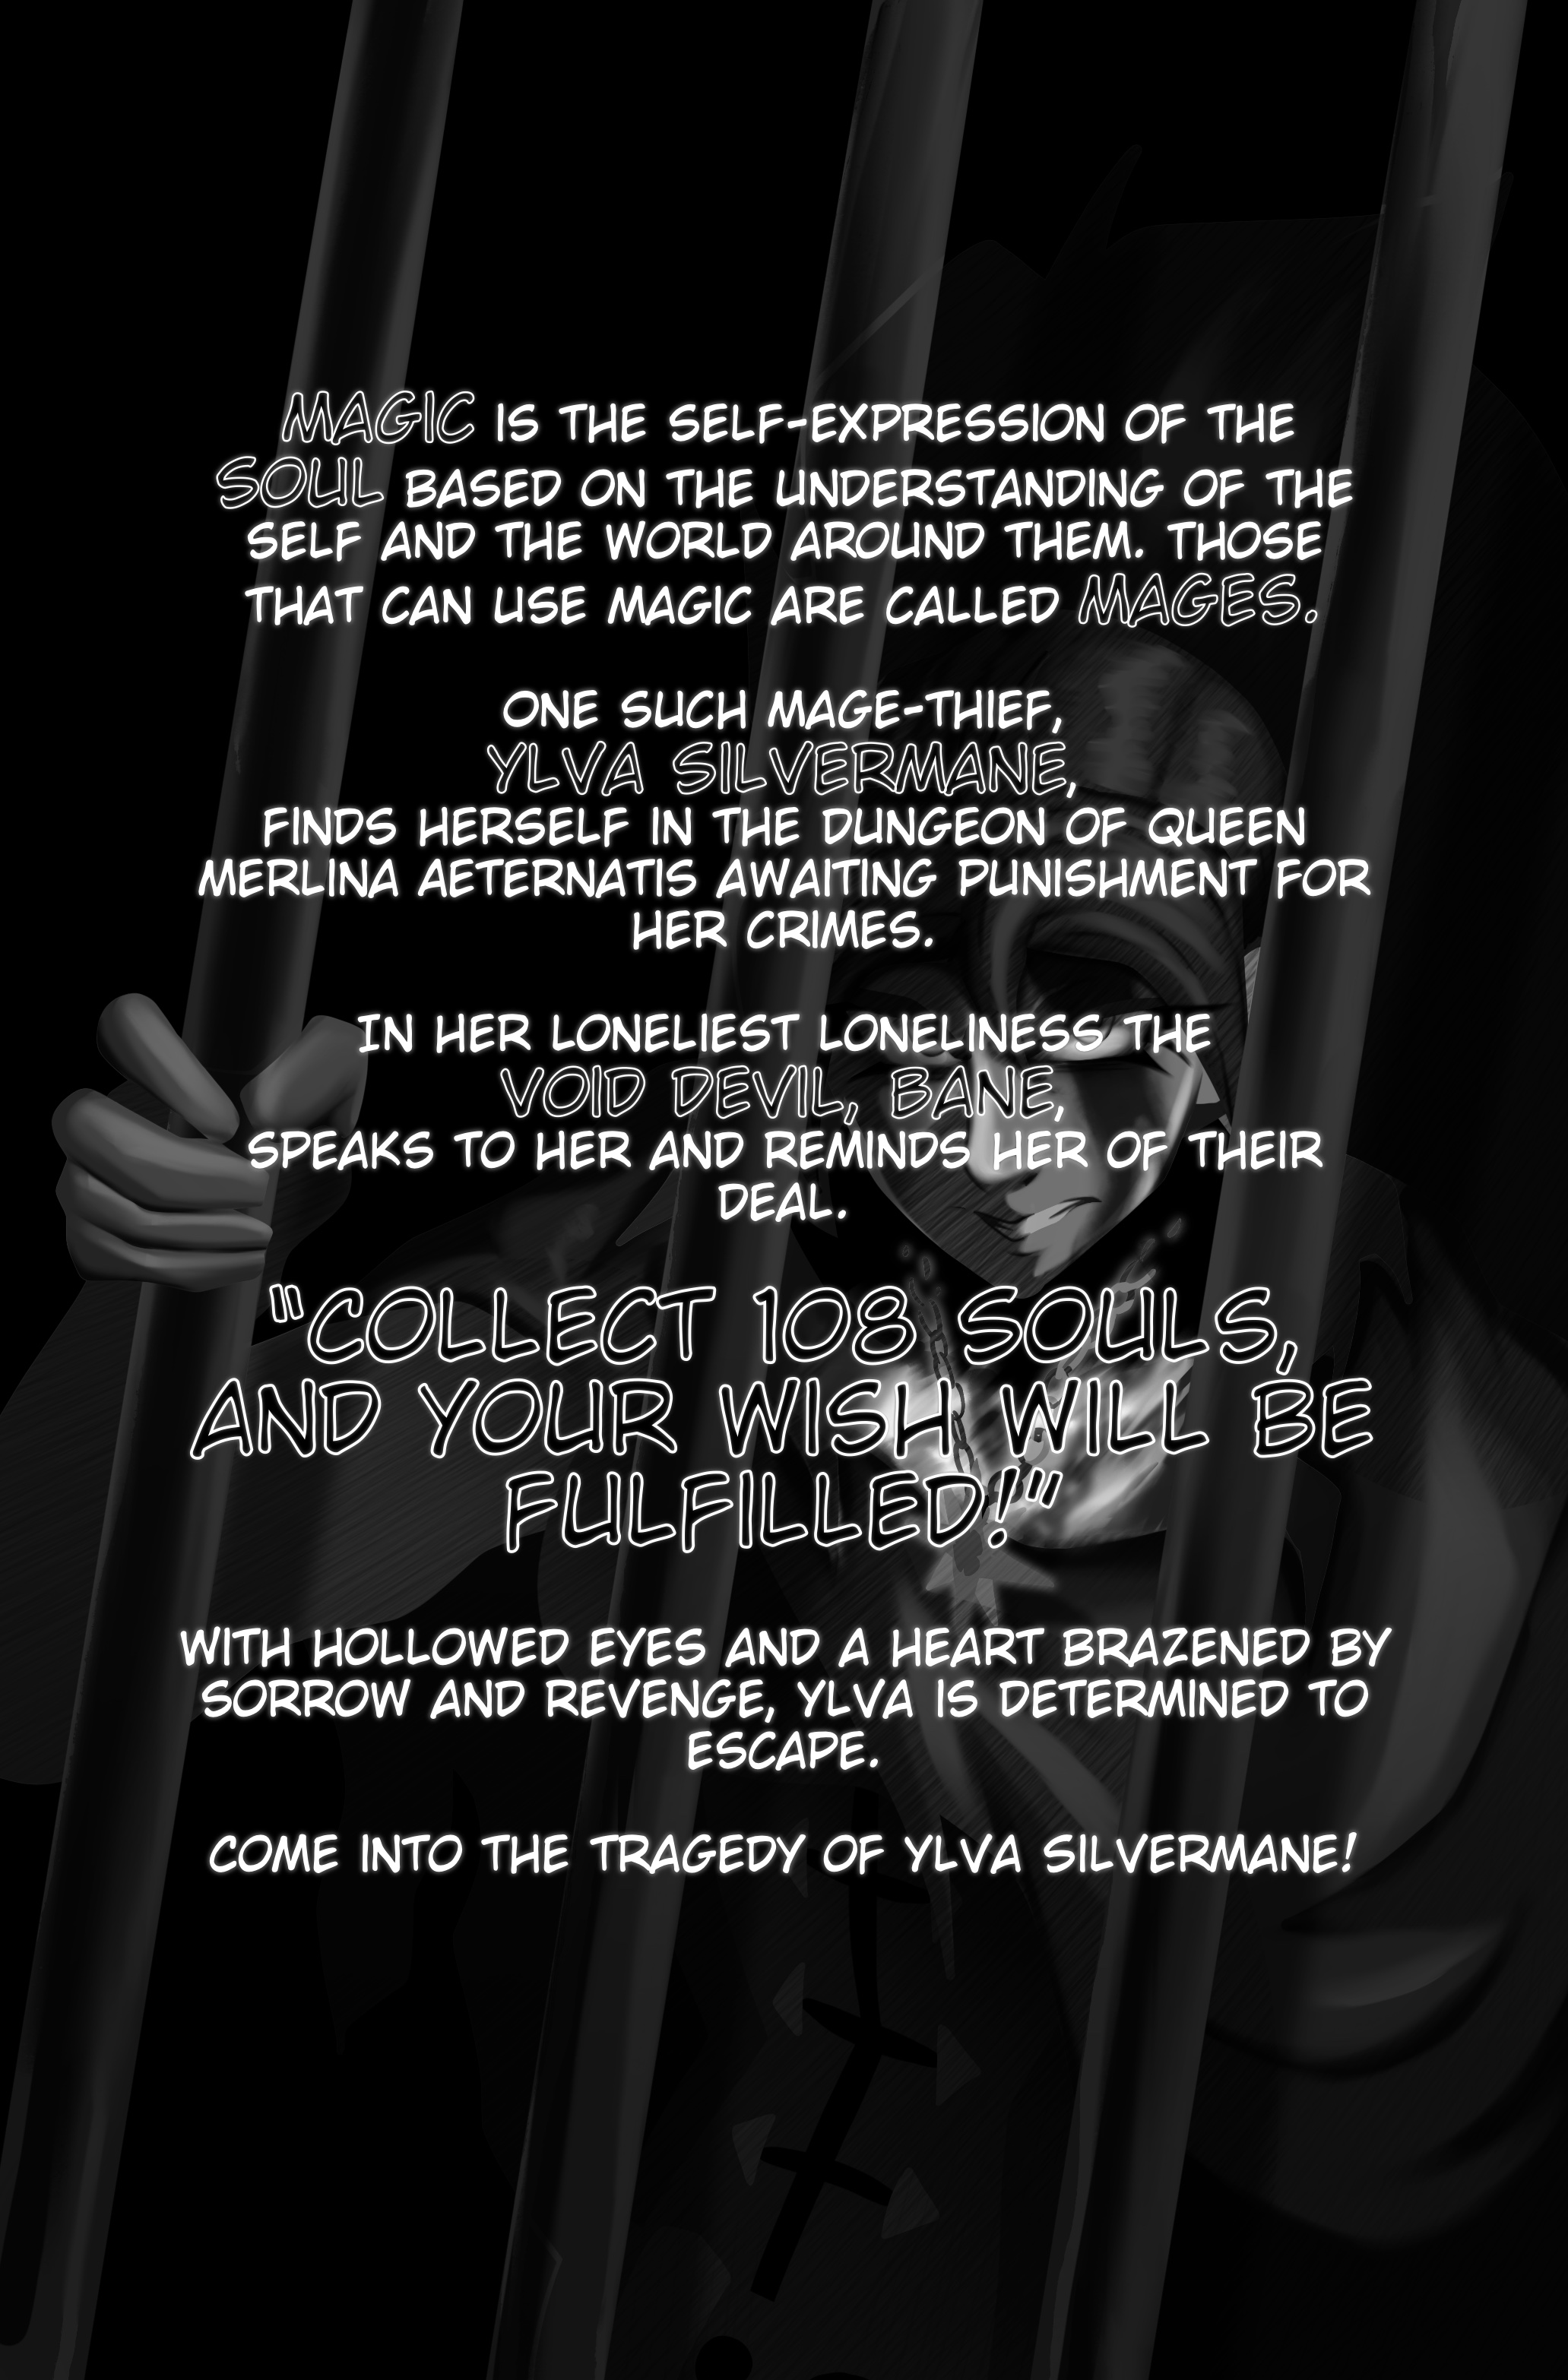 MAGIC IS THE SELF-EXPRESSION OF THE
SOUL BASED ON THE UNDERSTANDING OF THE
SELF AND THE WORLD AROUND THEM. THOSE
THAT CAN USE MAGIC ARE CALLED MAGES.
ONE SUCH MAGE-THIEF,
YLVA SILVERMANE,
FINDS HERSELF IN THE DUNGEON OF QUEEN
MERLINA AETERNATIS AWAITING PUNISHMENT FOR
HER CRIMES.
IN HER LONELIEST LONELINESS THE
VOID DEVIL, BANE,
SPEAKS TO HER AND REMINDS HER OF THEIR
DEAL.
"COLLECT 108 SOULS,
AND YOUR WISH WILL BE
FULFILLED!"
WITH HOLLOWED EYES AND A HEART BRAZENED BY
SORROW AND REVENGE, YLVA IS DETERMINED TO
ESCAPE.
COME INTO THE TRAGEDY OF YLVA SILVERMANE!